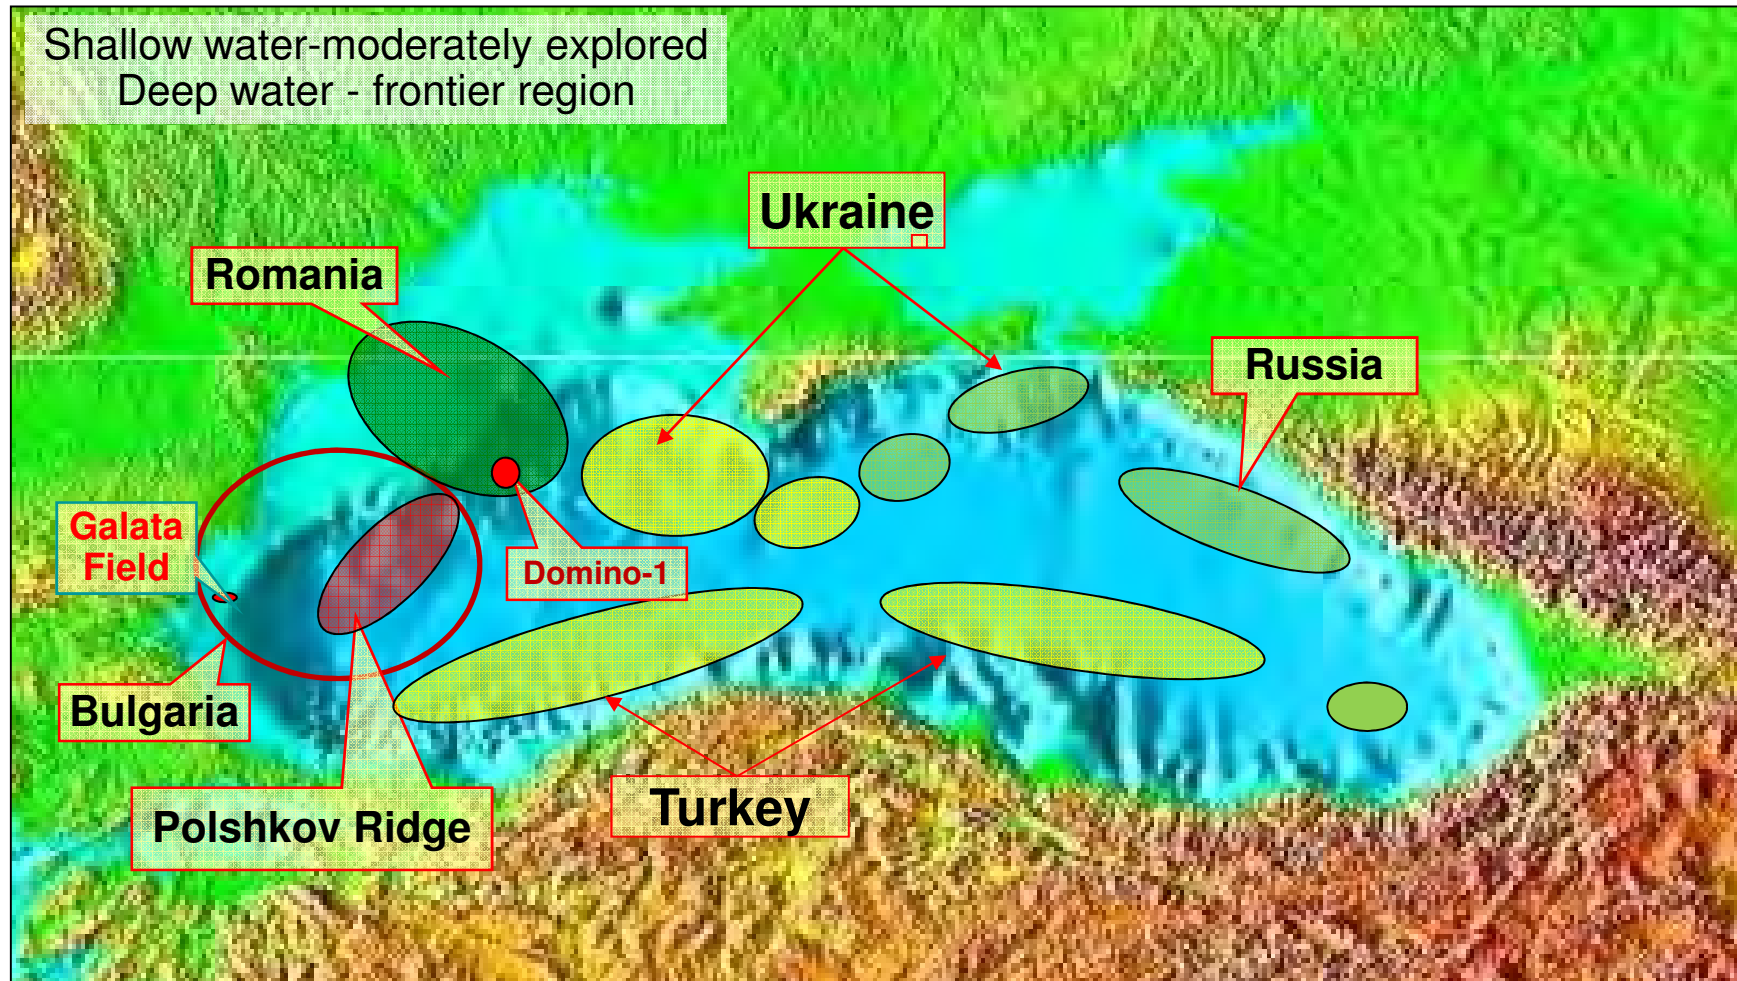 Shallow water-moderately explored
Deep water - frontier region
Ukraine
Romania
Russia
Galata
Field
Domino-1
Bulgaria
Polshkov Ridge
Turkey